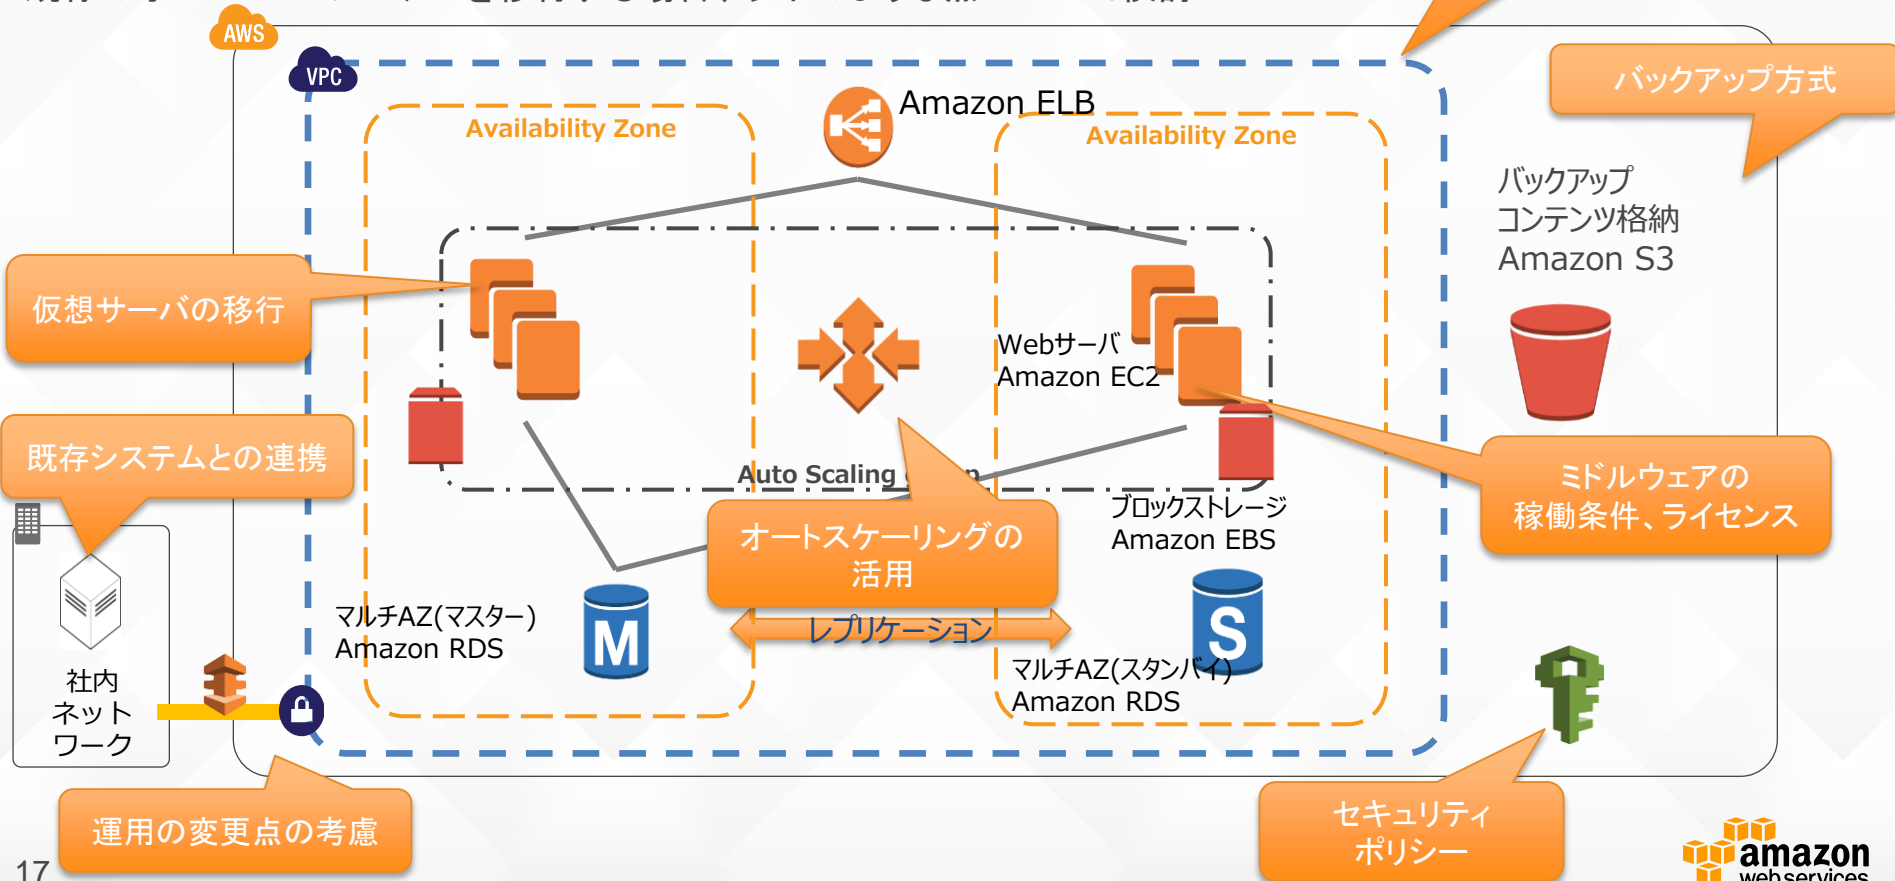 AWS
VPC
バックアップ方式
Amazon ELB
Availability Zone
Availability Zone
バックアップ
コンテンツ格納
Amazon S3
仮想サーバの移行
Webサーバ
Amazon EC2
既存システムとの連携
Auto Scaling
ミドルウェアの
稼働条件、ライセンス
ブロックストレージ
Amazon EBS
オートスケーリングの
活用
マルチAZ(マスター)
Amazon RDS
M
レプリケーション
S
マルチAZ(スタンバイ)
Amazon RDS
社内
ネット
ワーク
運用の変更点の考慮
セキュリティ
ポリシー
17
amazon
web services